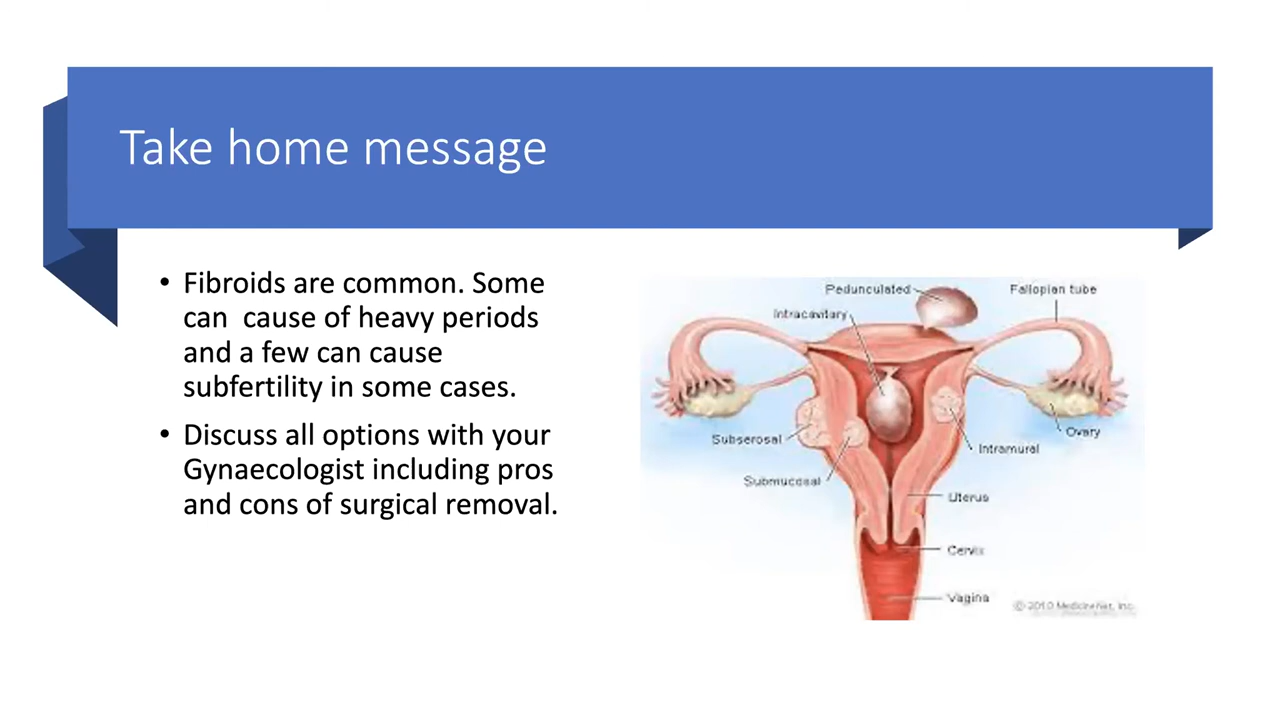 Take home message
• Fibroids are common. Some
can cause of heavy periods
and a few can cause
subfertility in some cases.
• Discuss all options with your
Gynaecologist including pros
and cons of surgical removal.
Pedunculated
Fallopian tube
Intracavitary
Subserosal
Ovary
Intramural
Submucosal
Uterus
Cervix
Vagina
© 2010 MedicineNet, Inc.